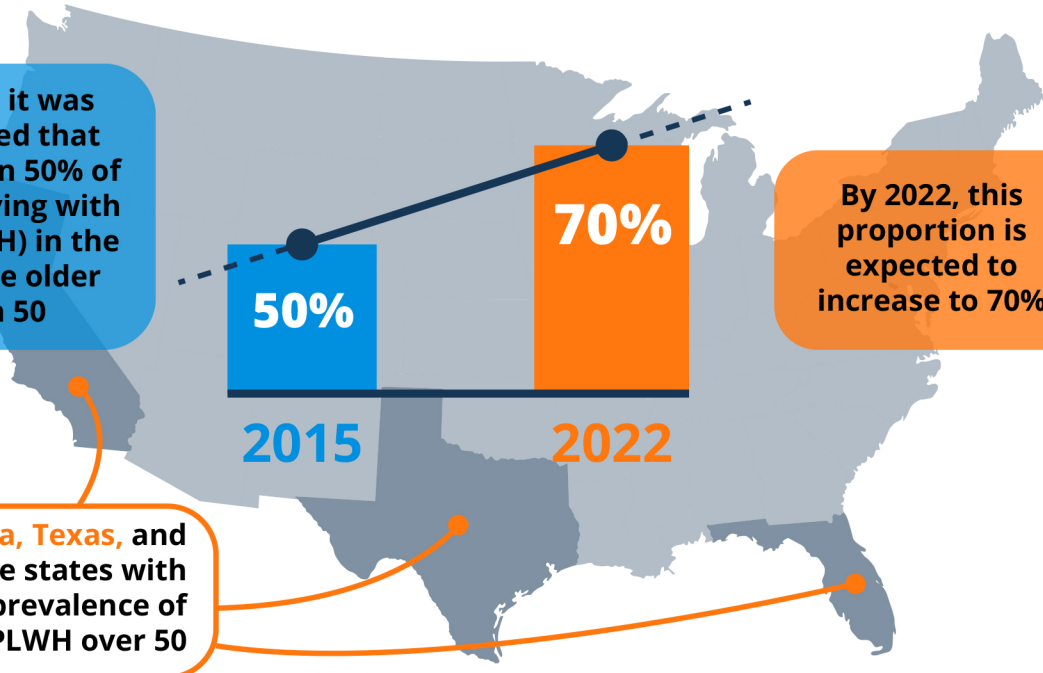 it was
ed that
n 50% of
ving with
H) in the
e older
n 50
50%
70%
2015
2022
By 2022, this
proportion is
expected to
increase to 70%
a, Texas, and
e states with
prevalence of
PLWH over 50